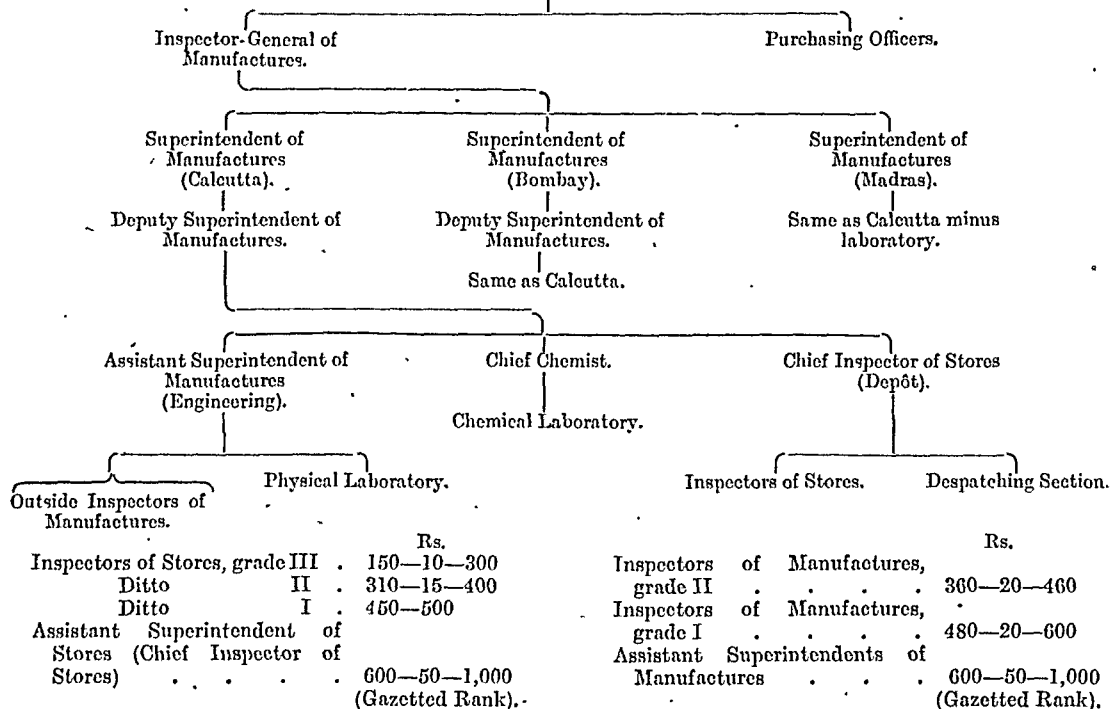 Inspector-General of
Manufactures.
Purchasing Officers.
Superintendent of
Manufactures
(Calcutta).
Superintendent of
Manufactures
(Bombay).
Superintendent of
Manufactures
(Madras).
Deputy Superintendent of
Manufactures.
Deputy Superintendent of
Manufactures.
Same as Calcutta minus
laboratory.
Same as Calcutta.
Assistant Superintendent of
Manufactures
(Engineering).
Chief Chemist.
Chief Inspector of Stores
(Depôt).
Chemical Laboratory.
Outside Inspectors of
Manufactures.
Physical Laboratory.
Inspectors of Stores.
Despatching Section.
Rs.
Inspectors of Stores, grade III . 150—10—300
Ditto II . 310—15—400
Ditto I . 450—500
Assistant Superintendent of
Stores (Chief Inspector of
Stores) . . . . 600—50—1,000
(Gazetted Rank).
Rs.
Inspectors of Manufactures,
grade II . . . . 360—20—460
Inspectors of Manufactures,
grade I . . . . 480—20—600
Assistant Superintendents of
Manufactures . . . 600—50—1,000
(Gazetted Rank).